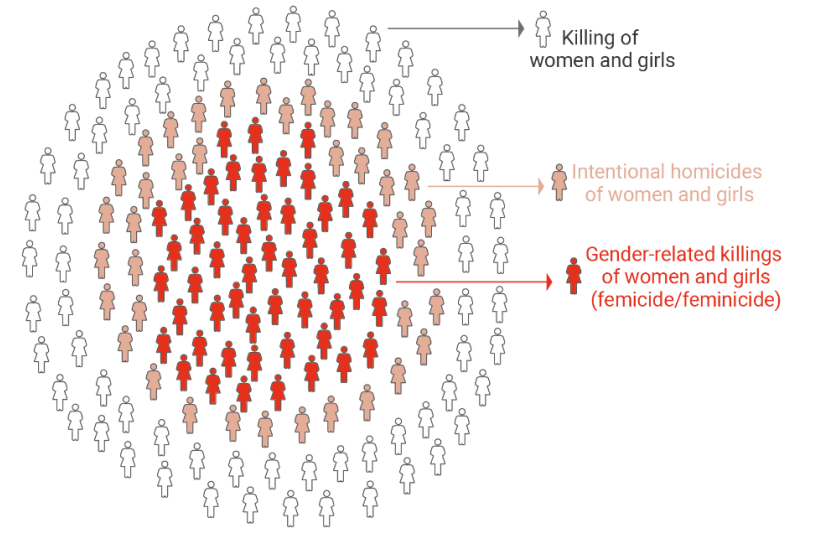 Killing of
women and girls
Intentional homicides
of women and girls
Gender-related killings
of women and girls
(femicide/feminicide)